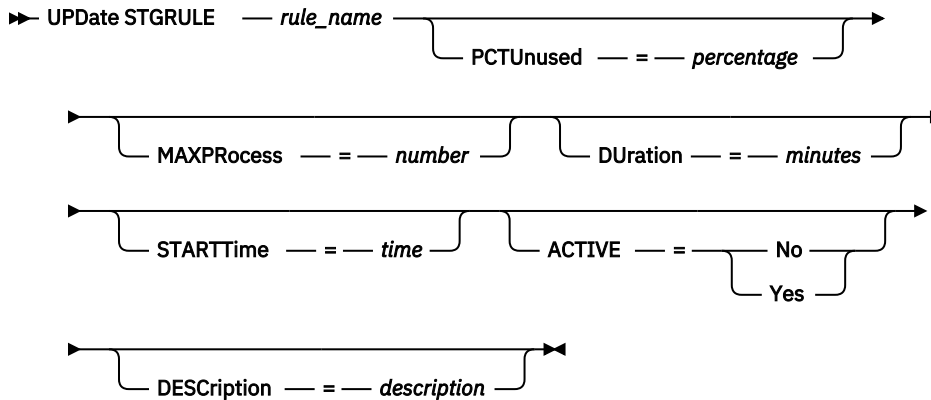 UPDate STGRULE rule_name
PCTUnused = percentage
MAXPRocess = number DUration = minutes
STARTTime = time ACTIVE = No
Yes
DESCription = description